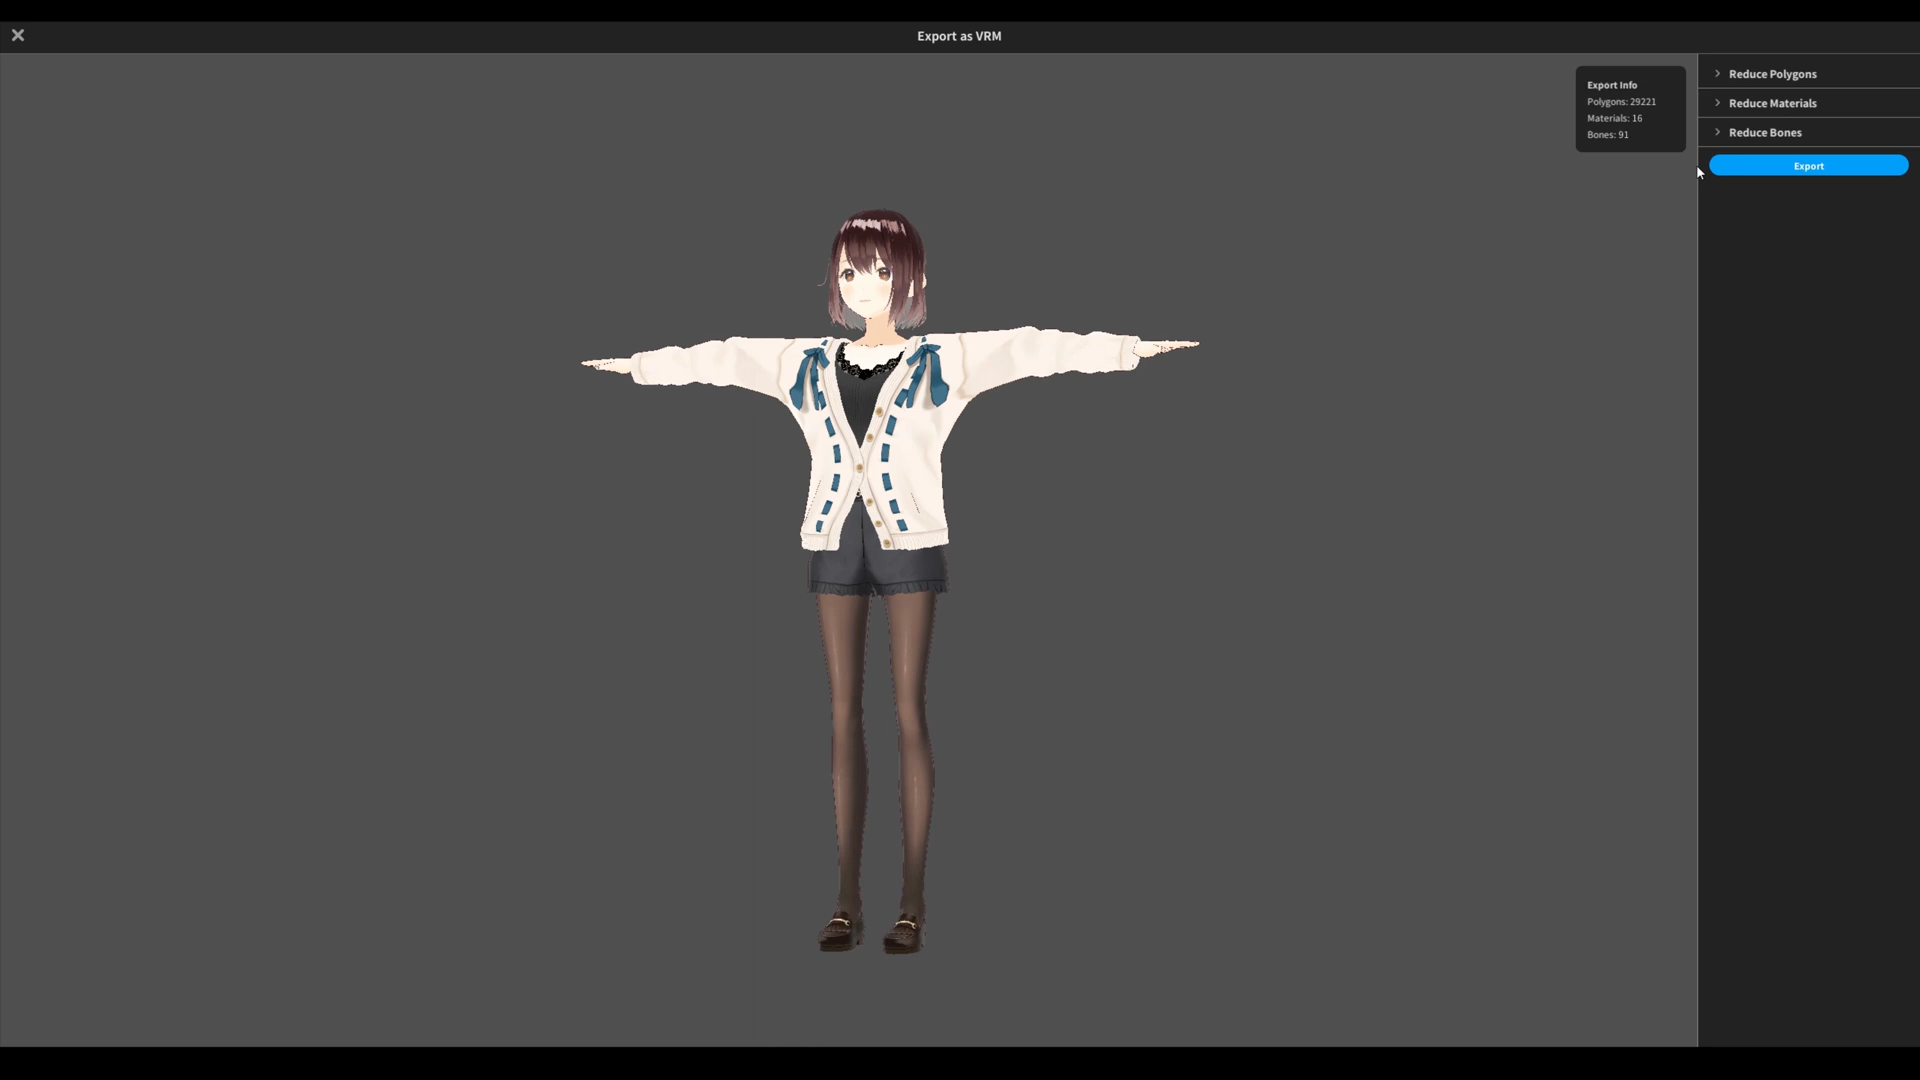 Export as VRM
Export Info
Polygons: 29221
Materials: 16
Bones: 91
Reduce Polygons
Reduce Materials
Reduce Bones
Export